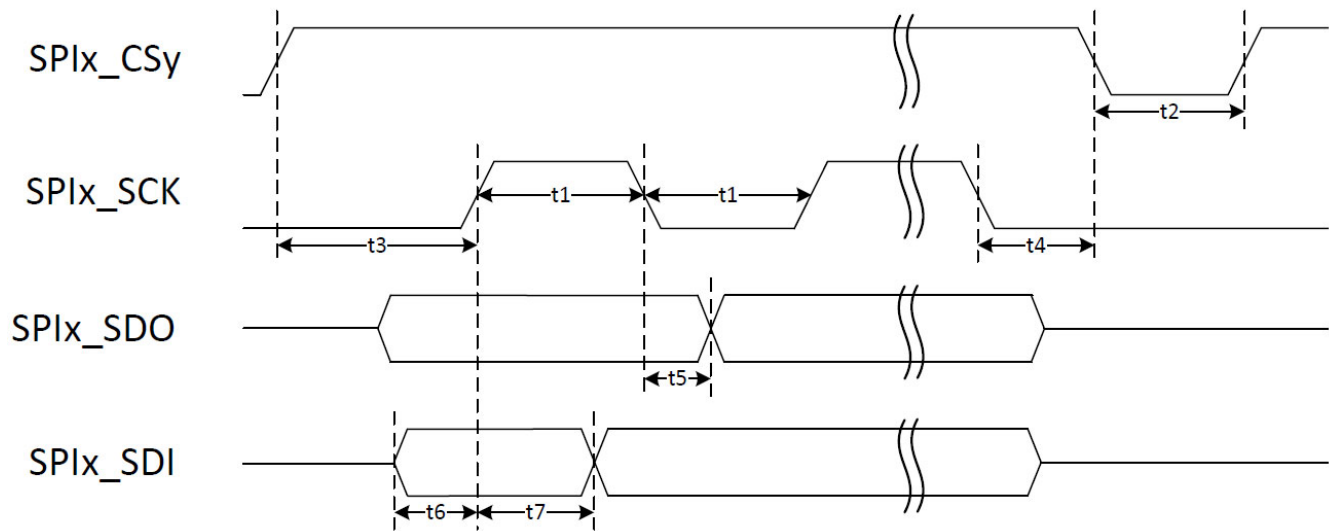 SPIx_CSy
t2
SPIx_SCK
t1
t1
t3
t4
SPIx_SDO
t5
SPIx_SDI
t6
t7